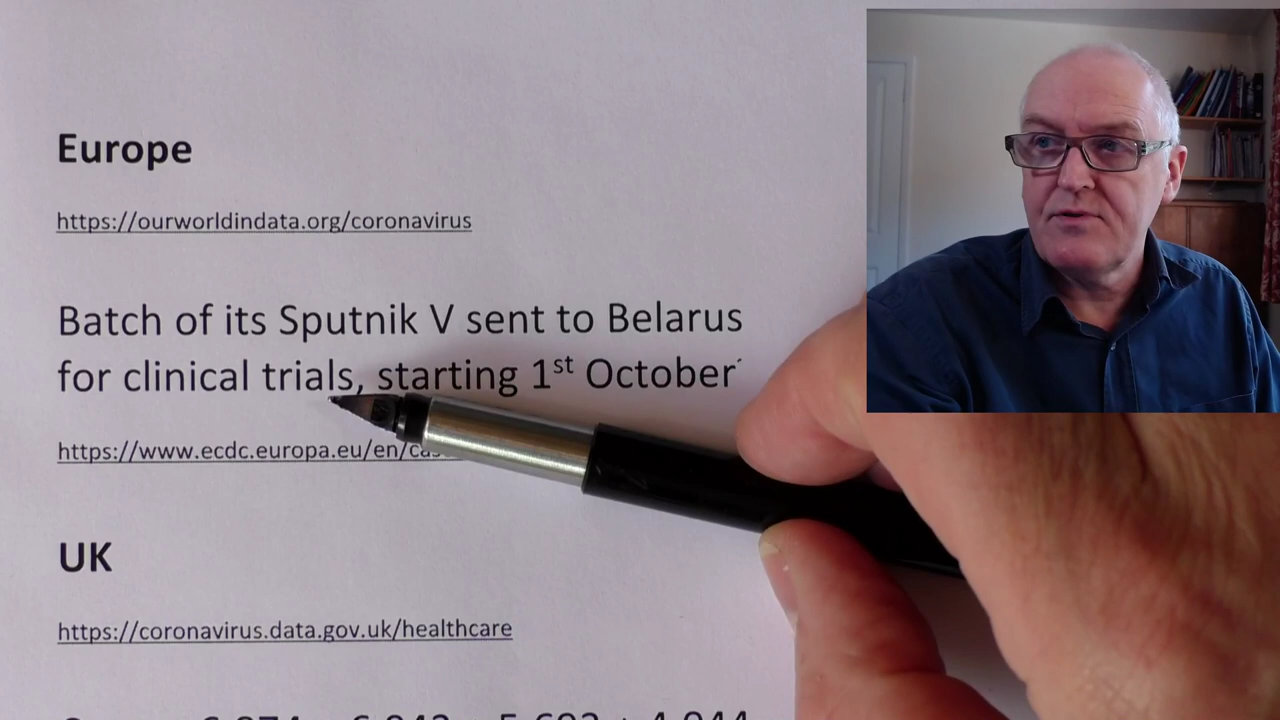 Europe
https://ourworldindata.org/coronavirus
Batch of its Sputnik V sent to Belarus
for clinical trials, starting 1st October
https://www.ecdc.europa.eu/en/
UK
https://coronavirus.data.gov.uk/healthcare